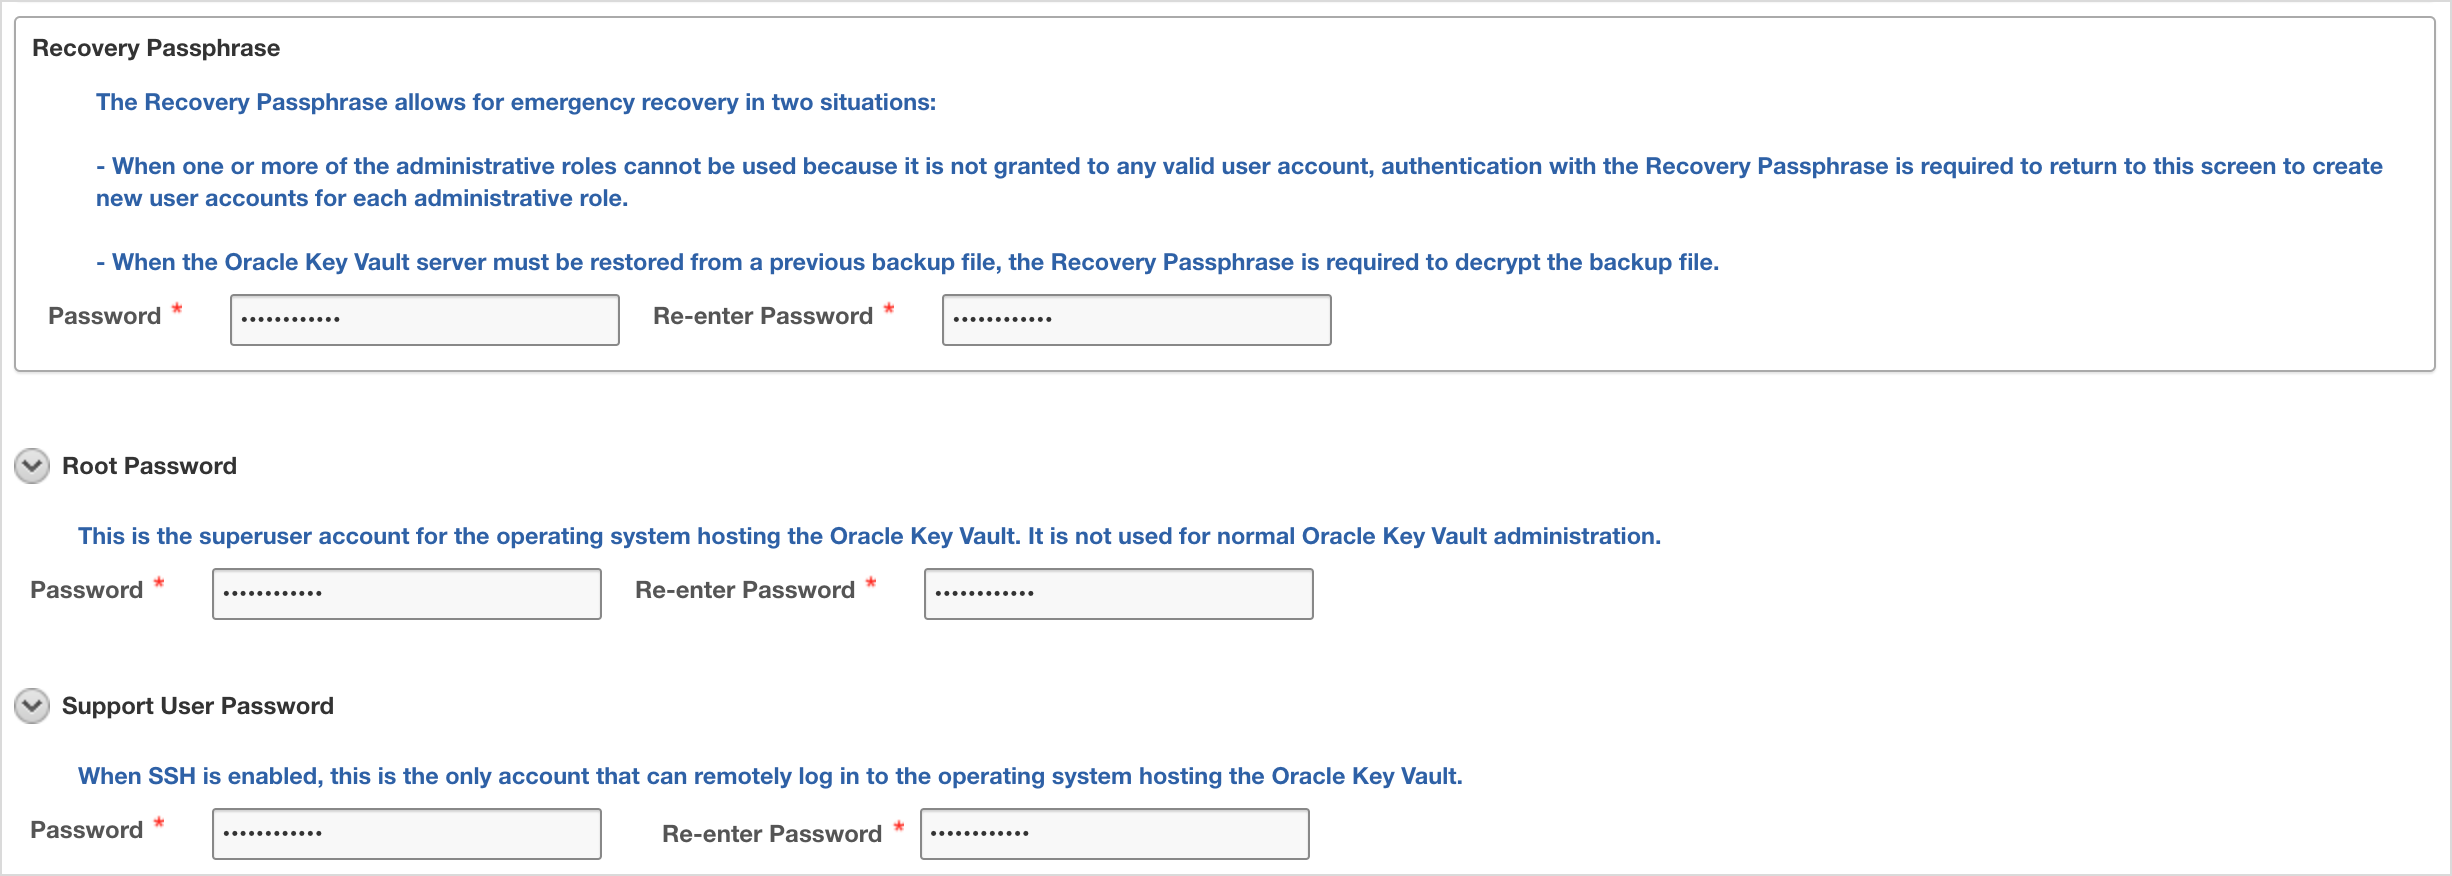 Recovery Passphrase
The Recovery Passphrase allows for emergency recovery in two situations:
- When one or more of the administrative roles cannot be used because it is not granted to any valid user account, authentication with the Recovery Passphrase is required to return to this screen to create
new user accounts for each administrative role.
- When the Oracle Key Vault server must be restored from a previous backup file, the Recovery Passphrase is required to decrypt the backup file.
Password * •••••••••••• Re-enter Password * ••••••••••••
Root Password
This is the superuser account for the operating system hosting the Oracle Key Vault. It is not used for normal Oracle Key Vault administration.
Password * •••••••••••• Re-enter Password * ••••••••••••
Support User Password
When SSH is enabled, this is the only account that can remotely log in to the operating system hosting the Oracle Key Vault.
Password * •••••••••••• Re-enter Password * ••••••••••••